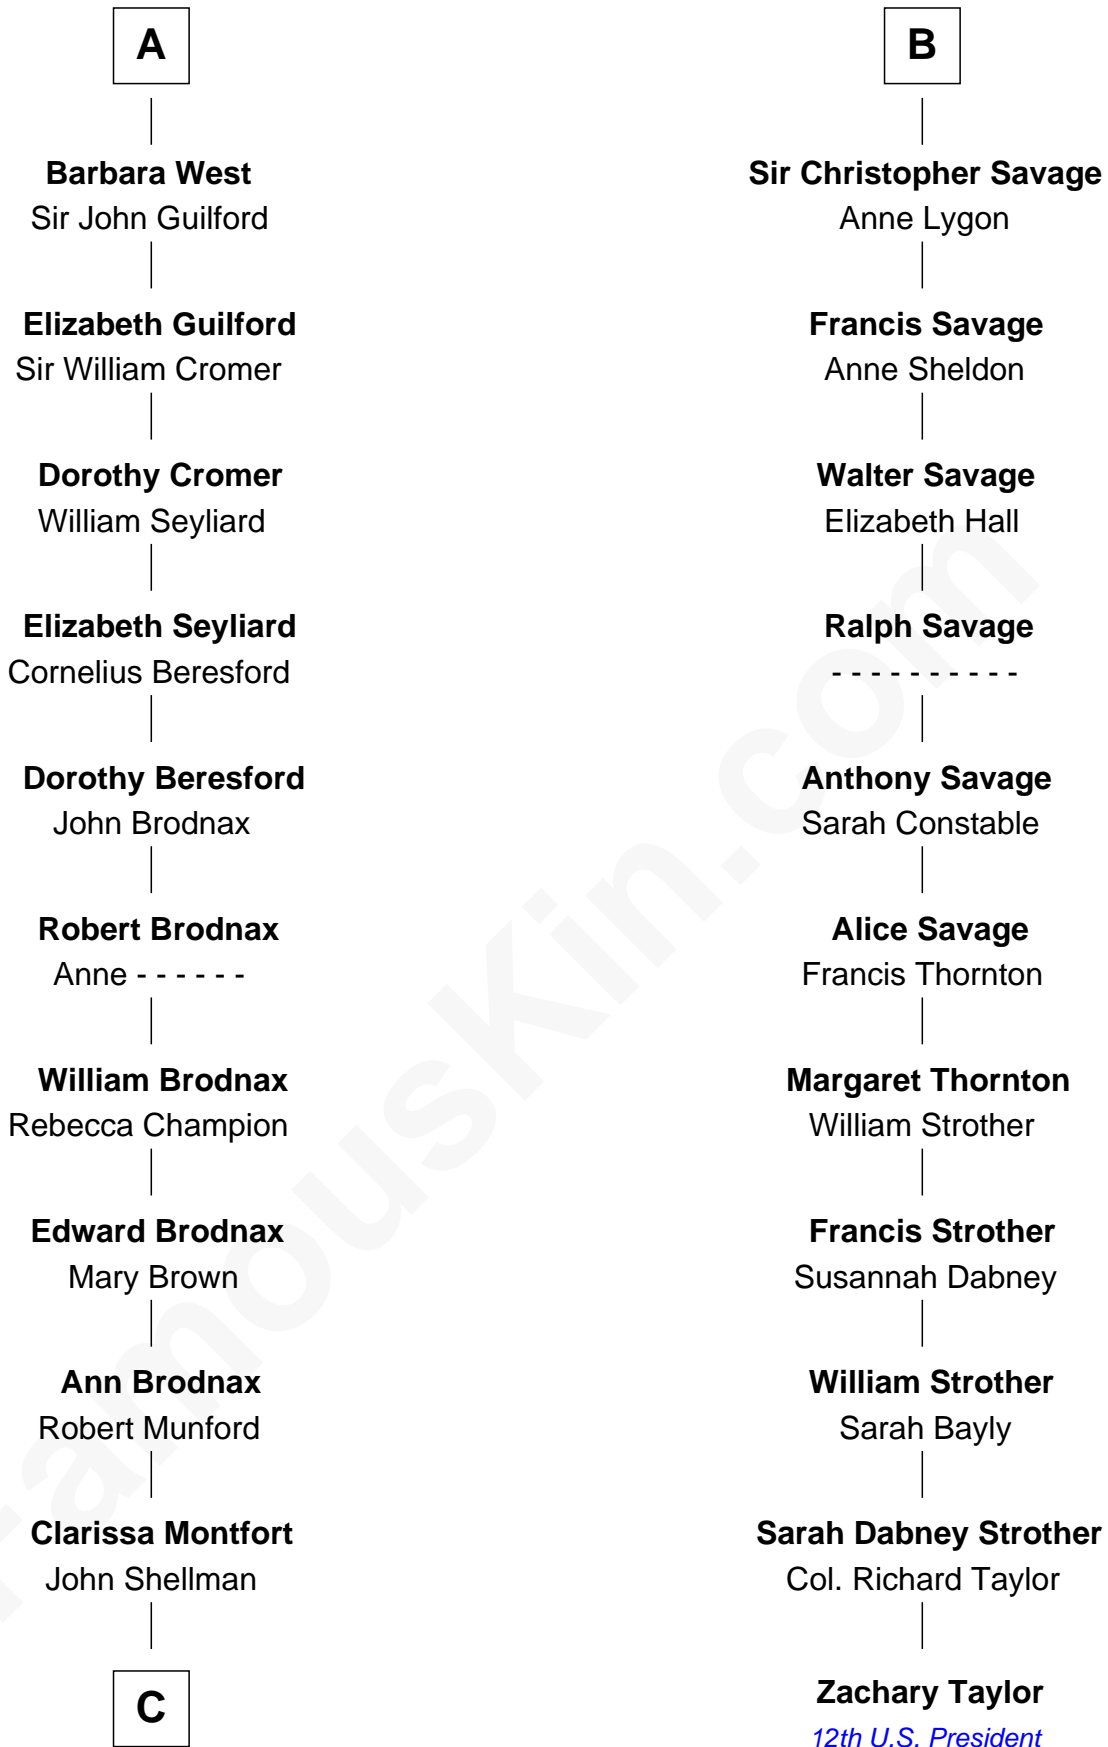 A
Barbara West
Sir John Guilford
Elizabeth Guilford
Sir William Cromer
Dorothy Cromer
William Seyliard
Elizabeth Seyliard
Cornelius Beresford
Dorothy Beresford
John Brodnax
Robert Brodnax
Anne - - - - - -
William Brodnax
Rebecca Champion
Edward Brodnax
Mary Brown
Ann Brodnax
Robert Munford
Clarissa Montfort
John Shellman
C
B
Sir Christopher Savage
Anne Lygon
Francis Savage
Anne Sheldon
Walter Savage
Elizabeth Hall
Ralph Savage
- - - - - - - - - -
Anthony Savage
Sarah Constable
Alice Savage
Francis Thornton
Margaret Thornton
William Strother
Francis Strother
Susannah Dabney
William Strother
Sarah Bayly
Sarah Dabney Strother
Col. Richard Taylor
Zachary Taylor
12th U.S. President
FamousKin.com